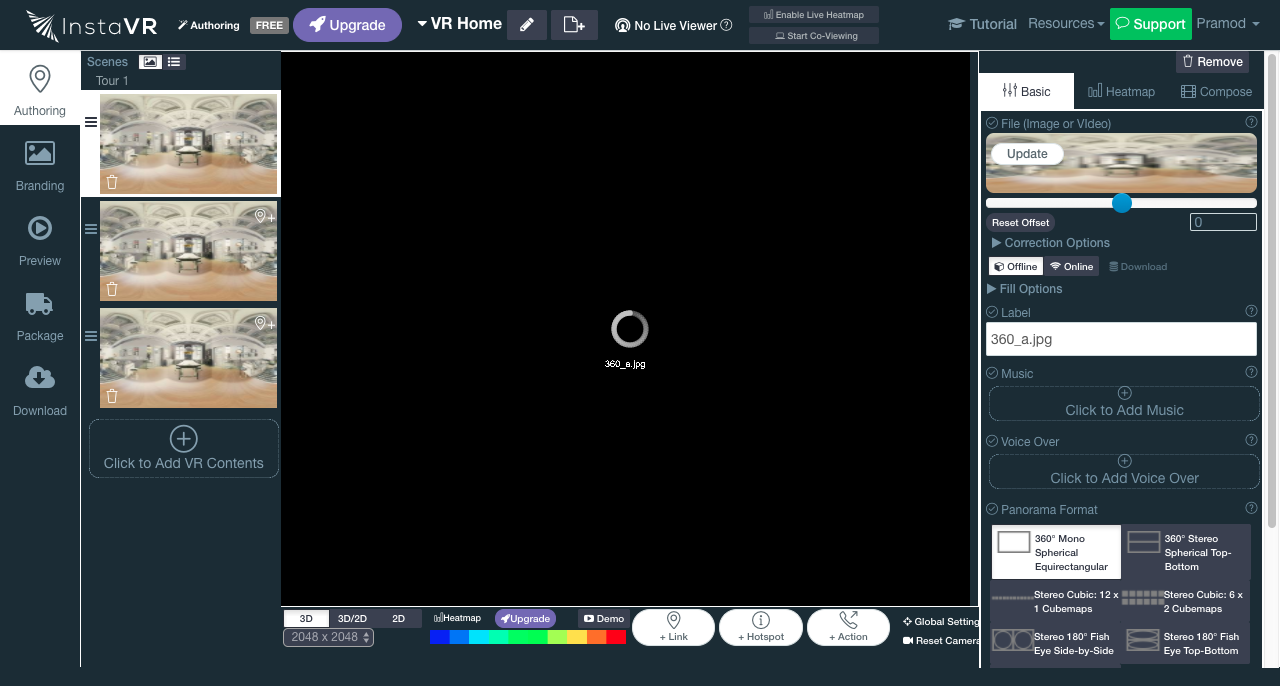 InstaVR
Authoring
FREE
Upgrade
VR Home
No Live Viewer
Enable Live Heatmap
Start Co-Viewing
Tutorial
Resources
Support
Pramod
Authoring
Branding
Preview
Package
Download
Scenes
Tour 1
Click to Add VR Contents
360_a.jpg
3D
3D/2D
2D
Heatmap
Upgrade
Demo
2048 x 2048
+ Link
+ Hotspot
+ Action
Global Setting
Reset Camera
Remove
Basic
Heatmap
Compose
File (Image or VIdeo)
Update
Reset Offset
0
Correction Options
Offline
Online
Download
Fill Options
Label
360_a.jpg
Music
Click to Add Music
Voice Over
Click to Add Voice Over
Panorama Format
360° Mono
Spherical
Equirectangular
360° Stereo
Spherical Top-
Bottom
Stereo Cubic: 12 x
1 Cubemaps
Stereo Cubic: 6 x
2 Cubemaps
Stereo 180° Fish
Eye Side-by-Side
Stereo 180° Fish
Eye Top-Bottom